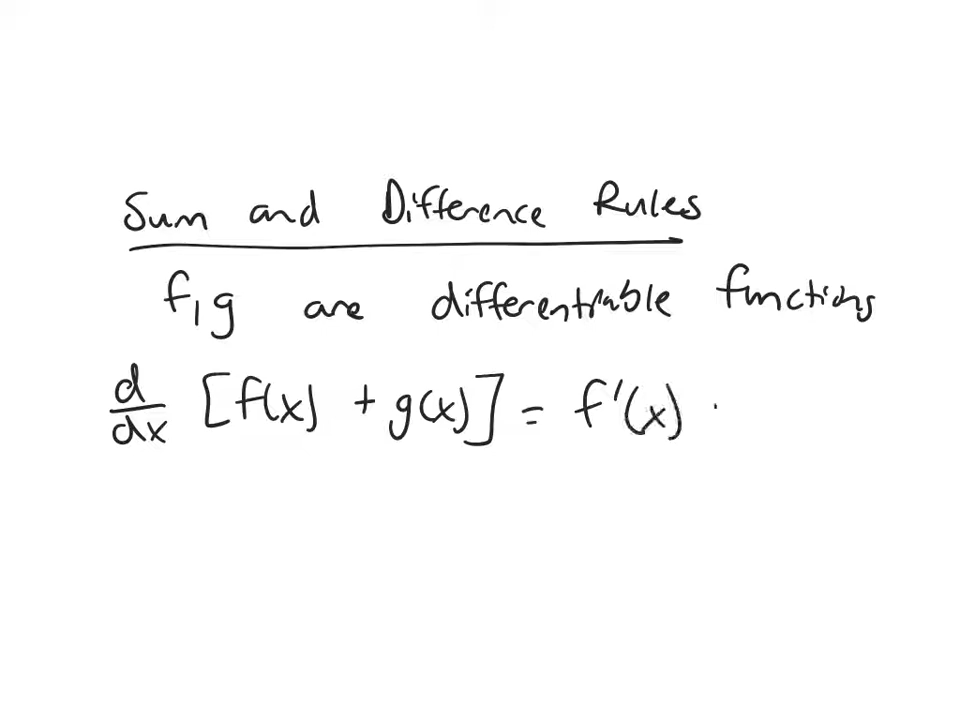 Sum and Difference Rules
f, g are differentiable functions
d/dx [f(x) + g(x)] = f'(x)